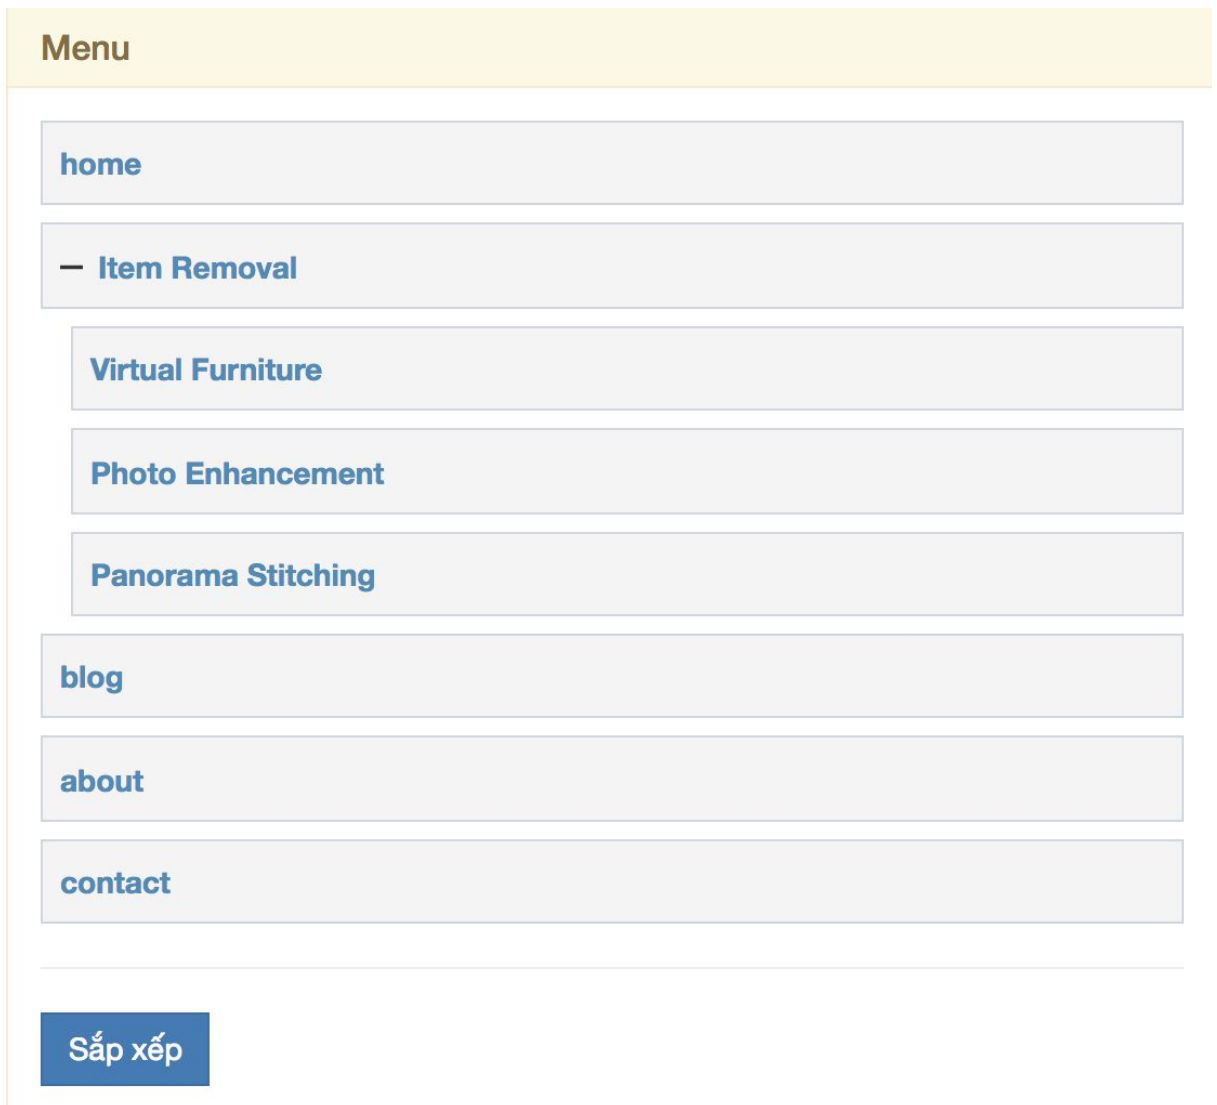 Menu
home
– Item Removal
Virtual Furniture
Photo Enhancement
Panorama Stitching
blog
about
contact
Sắp xếp